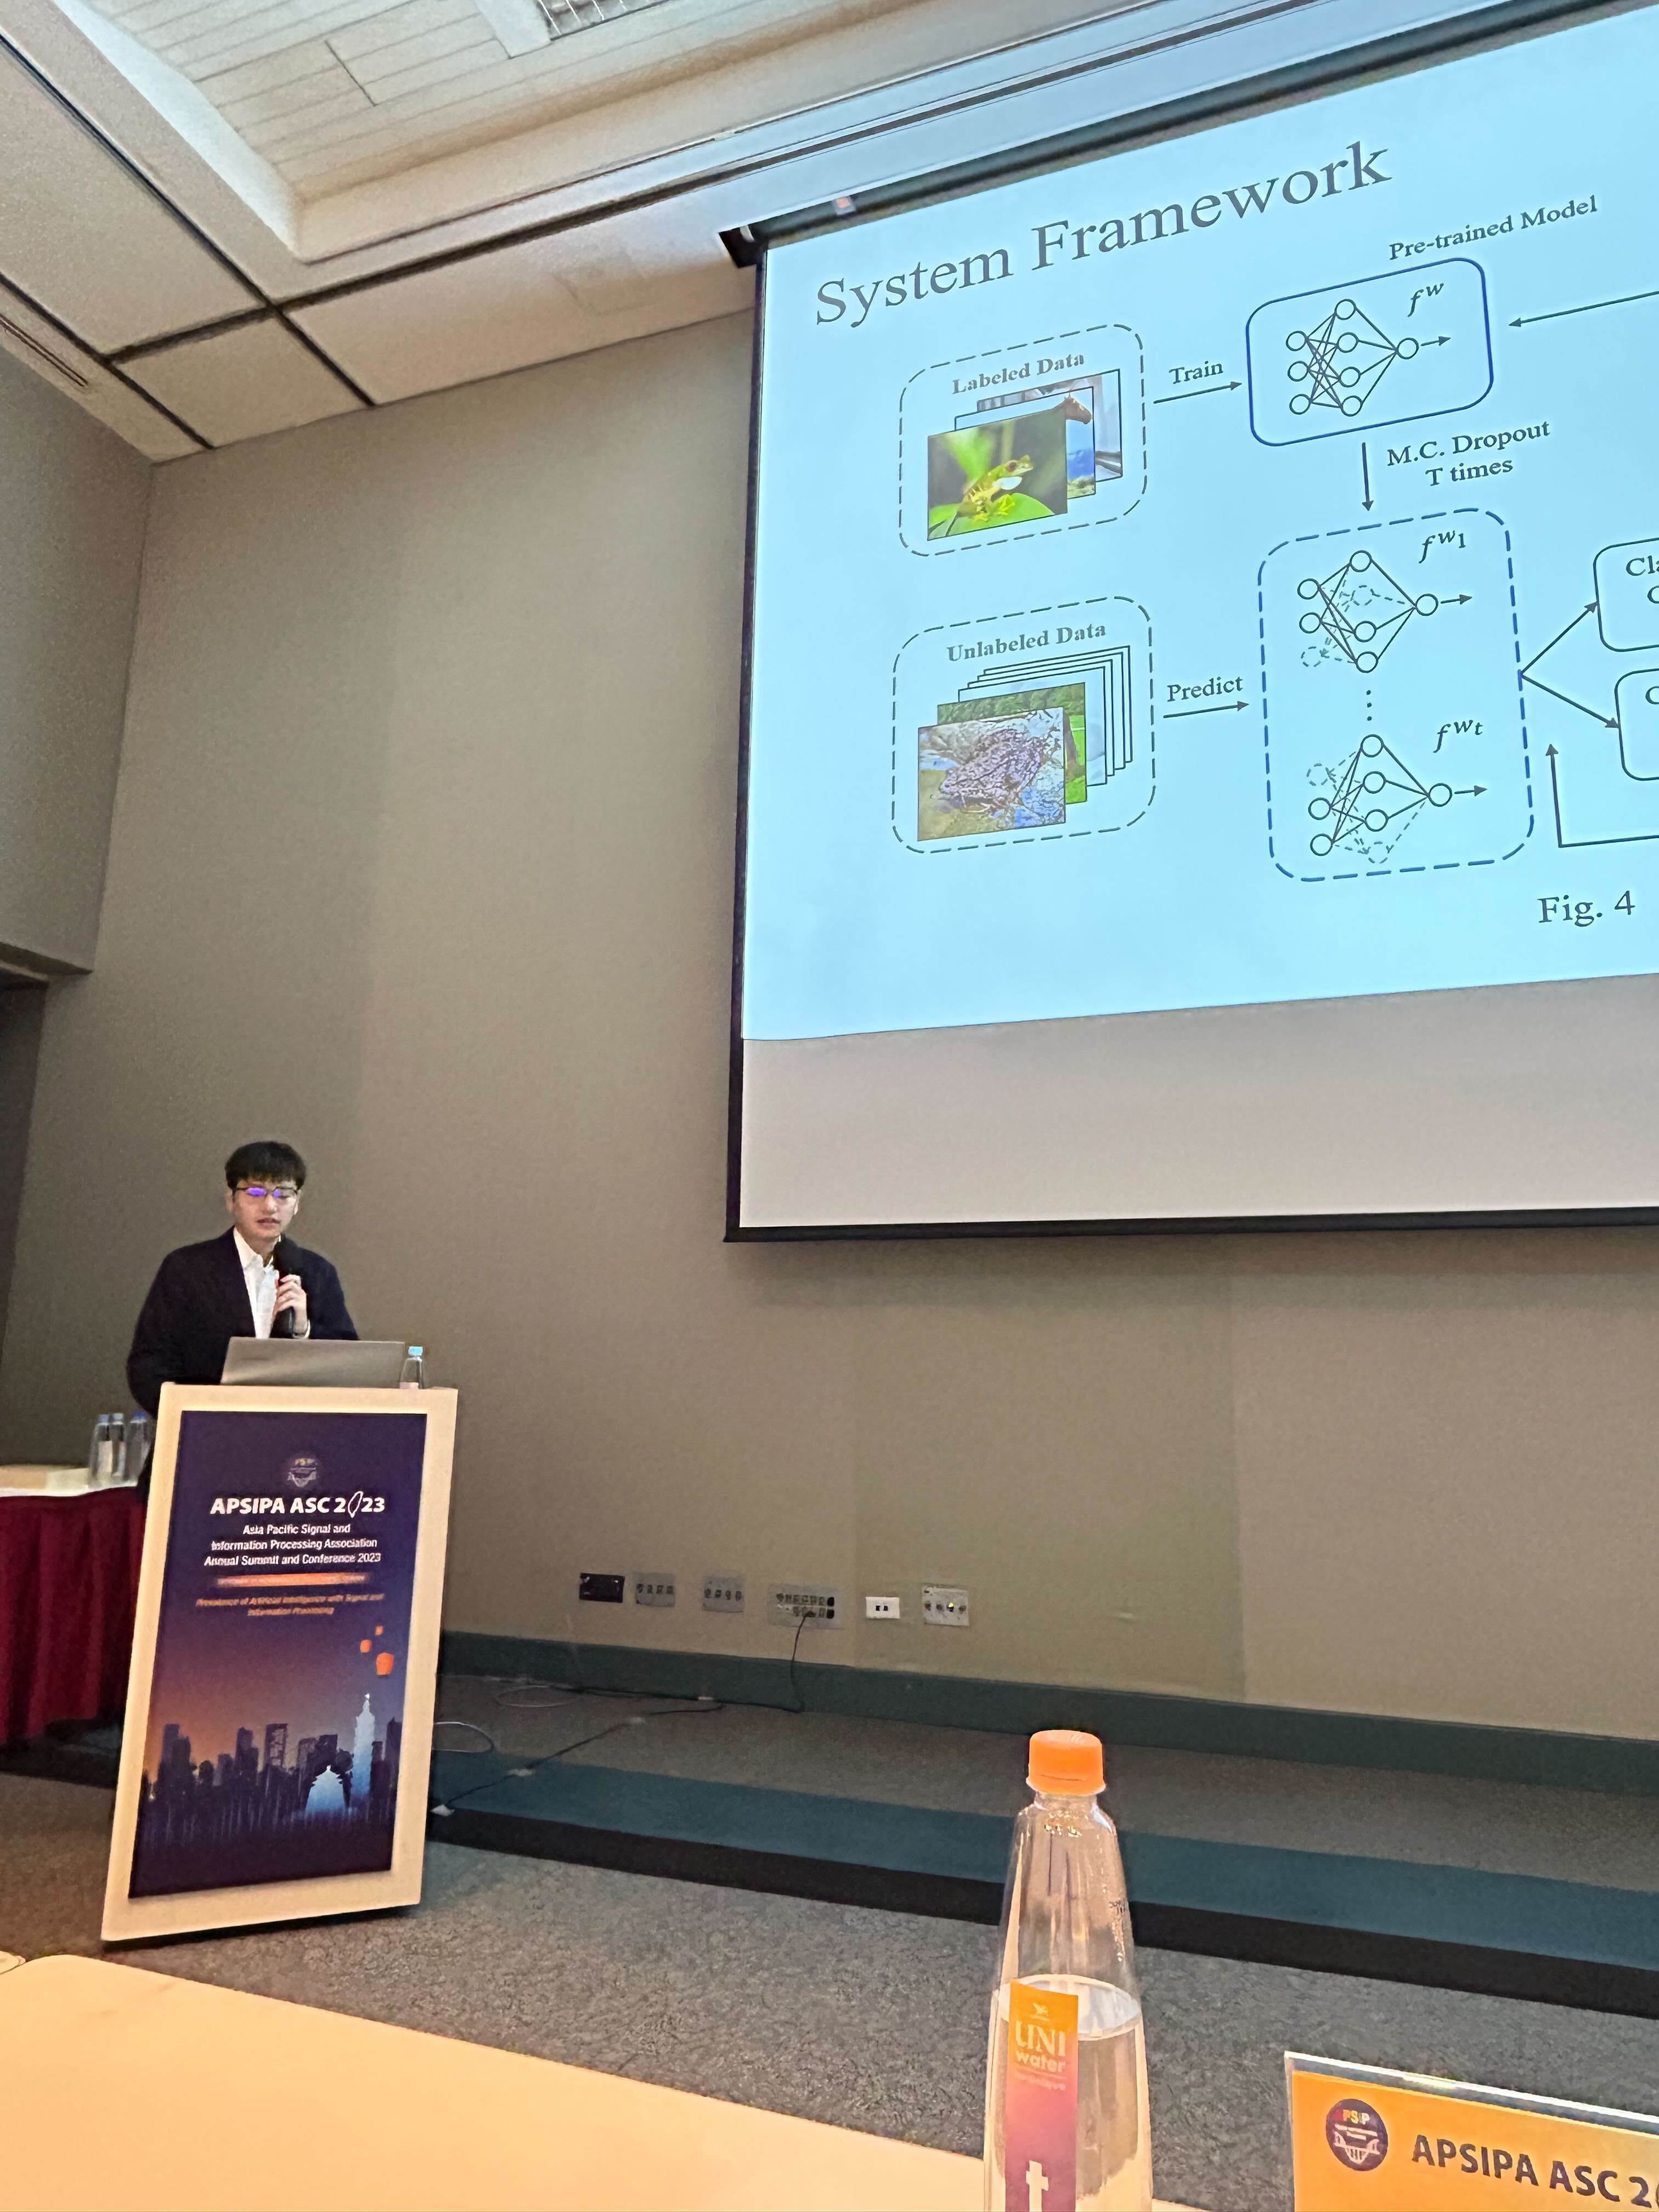 System Framework
Pre-trained Model
f^w
Labeled Data
Train
M.C. Dropout
T times
f^w1
Unlabeled Data
Predict
f^wt
Fig. 4
APSIPA ASC 2023
Asia Pacific Signal and
Information Processing Association
Annual Summit and Conference 2023
Prevalence of Artificial Intelligence with Signal and
Information Processing
UNI
water
APSIPA ASC 2